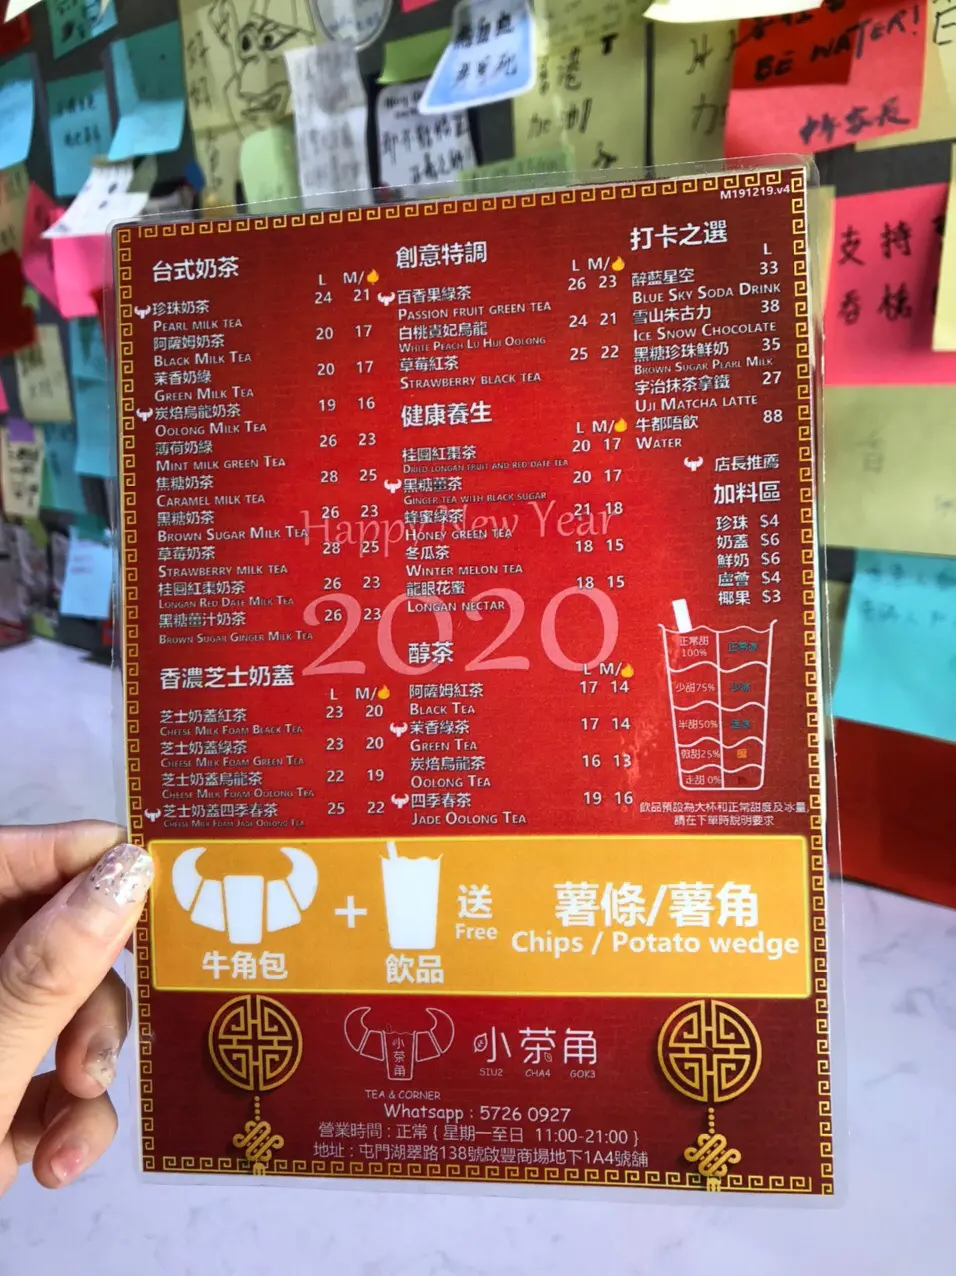 BE WATER!
支持
M191219.v4
台式奶茶
L M/
珍珠奶茶 24 21
PEARL MILK TEA
阿薩姆奶茶 20 17
BLACK MILK TEA
茉香奶綠 20 17
GREEN MILK TEA
炭焙烏龍奶茶 19 16
OOLONG MILK TEA
薄荷奶綠 26 23
MINT MILK GREEN TEA
焦糖奶茶 28 25
CARAMEL MILK TEA
黑糖奶茶 26 23
BROWN SUGAR MILK TEA
草莓奶茶 28 25
STRAWBERRY MILK TEA
桂圓紅棗奶茶 26 23
LONGAN RED DATE MILK TEA
黑糖薑汁奶茶 26 23
BROWN SUGAR GINGER MILK TEA
香濃芝士奶蓋
L M/
芝士奶蓋紅茶 23 20
CHEESE MILK FOAM BLACK TEA
芝士奶蓋綠茶 23 20
CHEESE MILK FOAM GREEN TEA
芝士奶蓋烏龍茶 22 19
CHEESE MILK FOAM OOLONG TEA
芝士奶蓋四季春茶 25 22
CHEESE MILK FOAM JADE OOLONG TEA
創意特調
L M/
百香果綠茶 26 23
PASSION FRUIT GREEN TEA
白桃貴妃烏龍 24 21
WHITE PEACH LU HUI OOLONG
草莓紅茶 25 22
STRAWBERRY BLACK TEA
健康養生
L M/
桂圓紅棗茶 20 17
DRIED LONGAN FRUIT AND RED DATE TEA
黑糖薑茶 20 17
GINGER TEA WITH BLACK SUGAR
蜂蜜綠茶 21 18
HONEY GREEN TEA
冬瓜茶 18 15
WINTER MELON TEA
龍眼花蜜 18 15
LONGAN NECTAR
醇茶
L M/
阿薩姆紅茶 17 14
BLACK TEA
茉香綠茶 17 14
GREEN TEA
炭焙烏龍茶 16 13
OOLONG TEA
四季春茶 19 16
JADE OOLONG TEA
Happy New Year
2020
打卡之選
L
醉藍星空 33
BLUE SKY SODA DRINK
雪山朱古力 38
ICE SNOW CHOCOLATE
黑糖珍珠鮮奶 35
BROWN SUGAR PEARL MILK
宇治抹茶拿鐵 27
UJI MATCHA LATTE
牛都唔飲 88
WATER
店長推薦
加料區
珍珠 $4
奶蓋 $6
鮮奶 $6
蘆薈 $4
椰果 $3
正常甜 正常冰
100%
少甜75% 少冰
半甜50% 走冰
微甜25% 暖
走甜 0% 熱
飲品預設為大杯和正常甜度及冰量,
請在下單時說明要求
牛角包
+
飲品
送
Free
薯條/薯角
Chips / Potato wedge
小茶角
TEA & CORNER
小茶角
SIU2 CHA4 GOK3
Whatsapp : 5726 0927
營業時間 : 正常 { 星期一至日 11:00-21:00 }
地址 : 屯門湖翠路138號啟豐商場地下1A4號舖